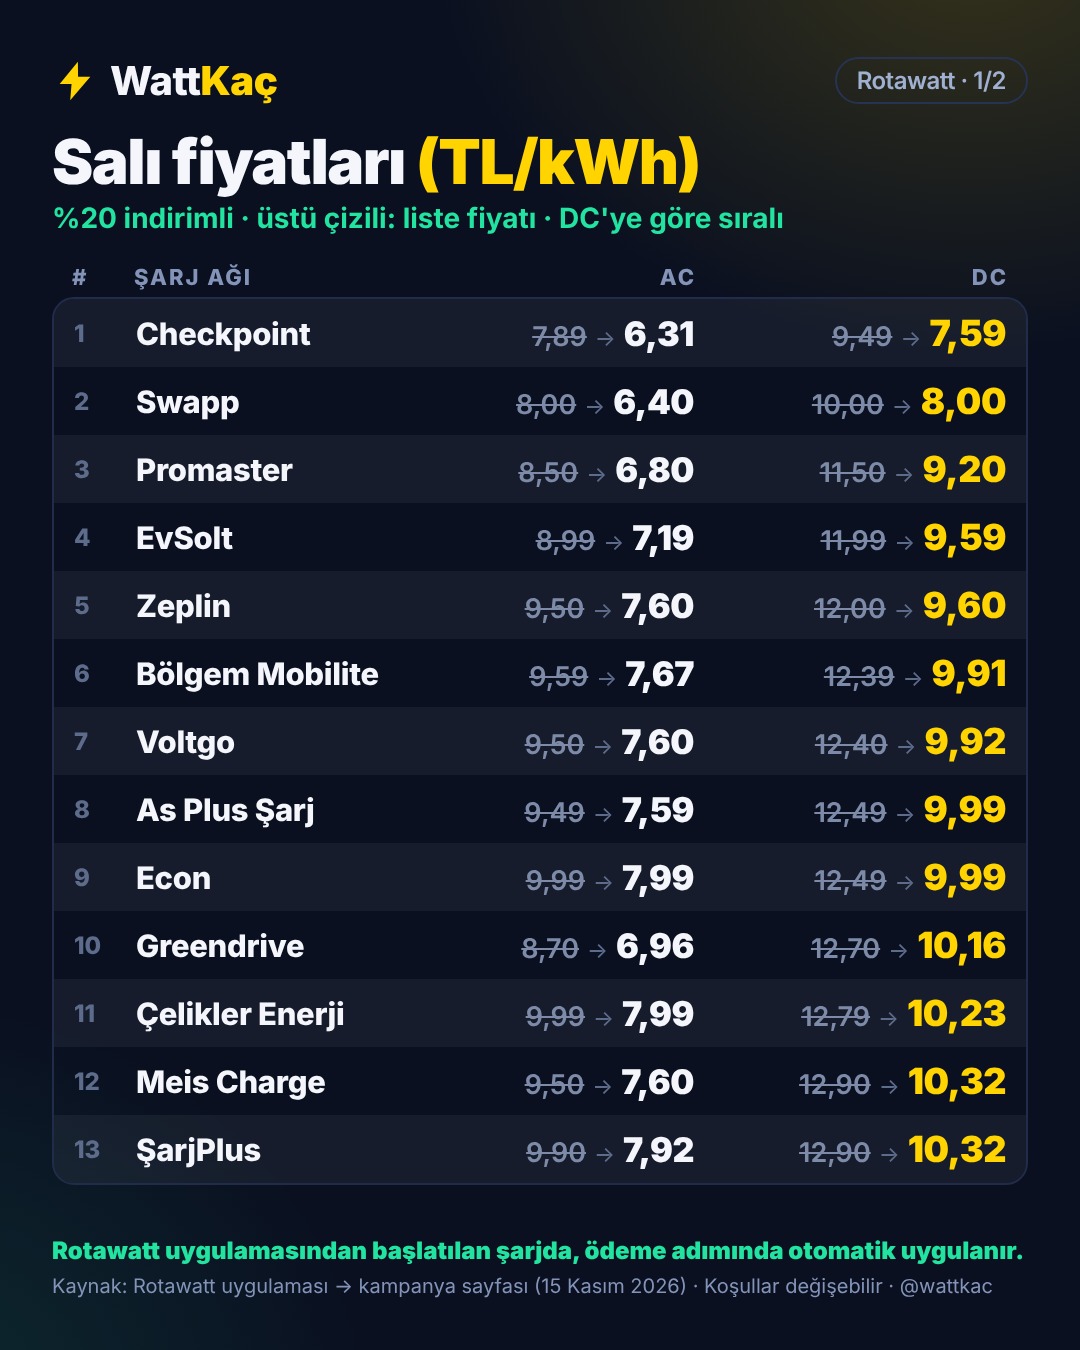 WattKaç
Rotawatt · 1/2
Salı fiyatları (TL/kWh)
%20 indirimli · üstü çizili: liste fiyatı · DC'ye göre sıralı
# ŞARJ AĞI AC DC
1 Checkpoint 7,89 → 6,31 9,49 → 7,59
2 Swapp 8,00 → 6,40 10,00 → 8,00
3 Promaster 8,50 → 6,80 11,50 → 9,20
4 EvSolt 8,99 → 7,19 11,99 → 9,59
5 Zeplin 9,50 → 7,60 12,00 → 9,60
6 Bölgem Mobilite 9,59 → 7,67 12,39 → 9,91
7 Voltgo 9,50 → 7,60 12,40 → 9,92
8 As Plus Şarj 9,49 → 7,59 12,49 → 9,99
9 Econ 9,99 → 7,99 12,49 → 9,99
10 Greendrive 8,70 → 6,96 12,70 → 10,16
11 Çelikler Enerji 9,99 → 7,99 12,79 → 10,23
12 Meis Charge 9,50 → 7,60 12,90 → 10,32
13 ŞarjPlus 9,90 → 7,92 12,90 → 10,32
Rotawatt uygulamasından başlatılan şarjda, ödeme adımında otomatik uygulanır.
Kaynak: Rotawatt uygulaması → kampanya sayfası (15 Kasım 2026) · Koşullar değişebilir · @wattkac